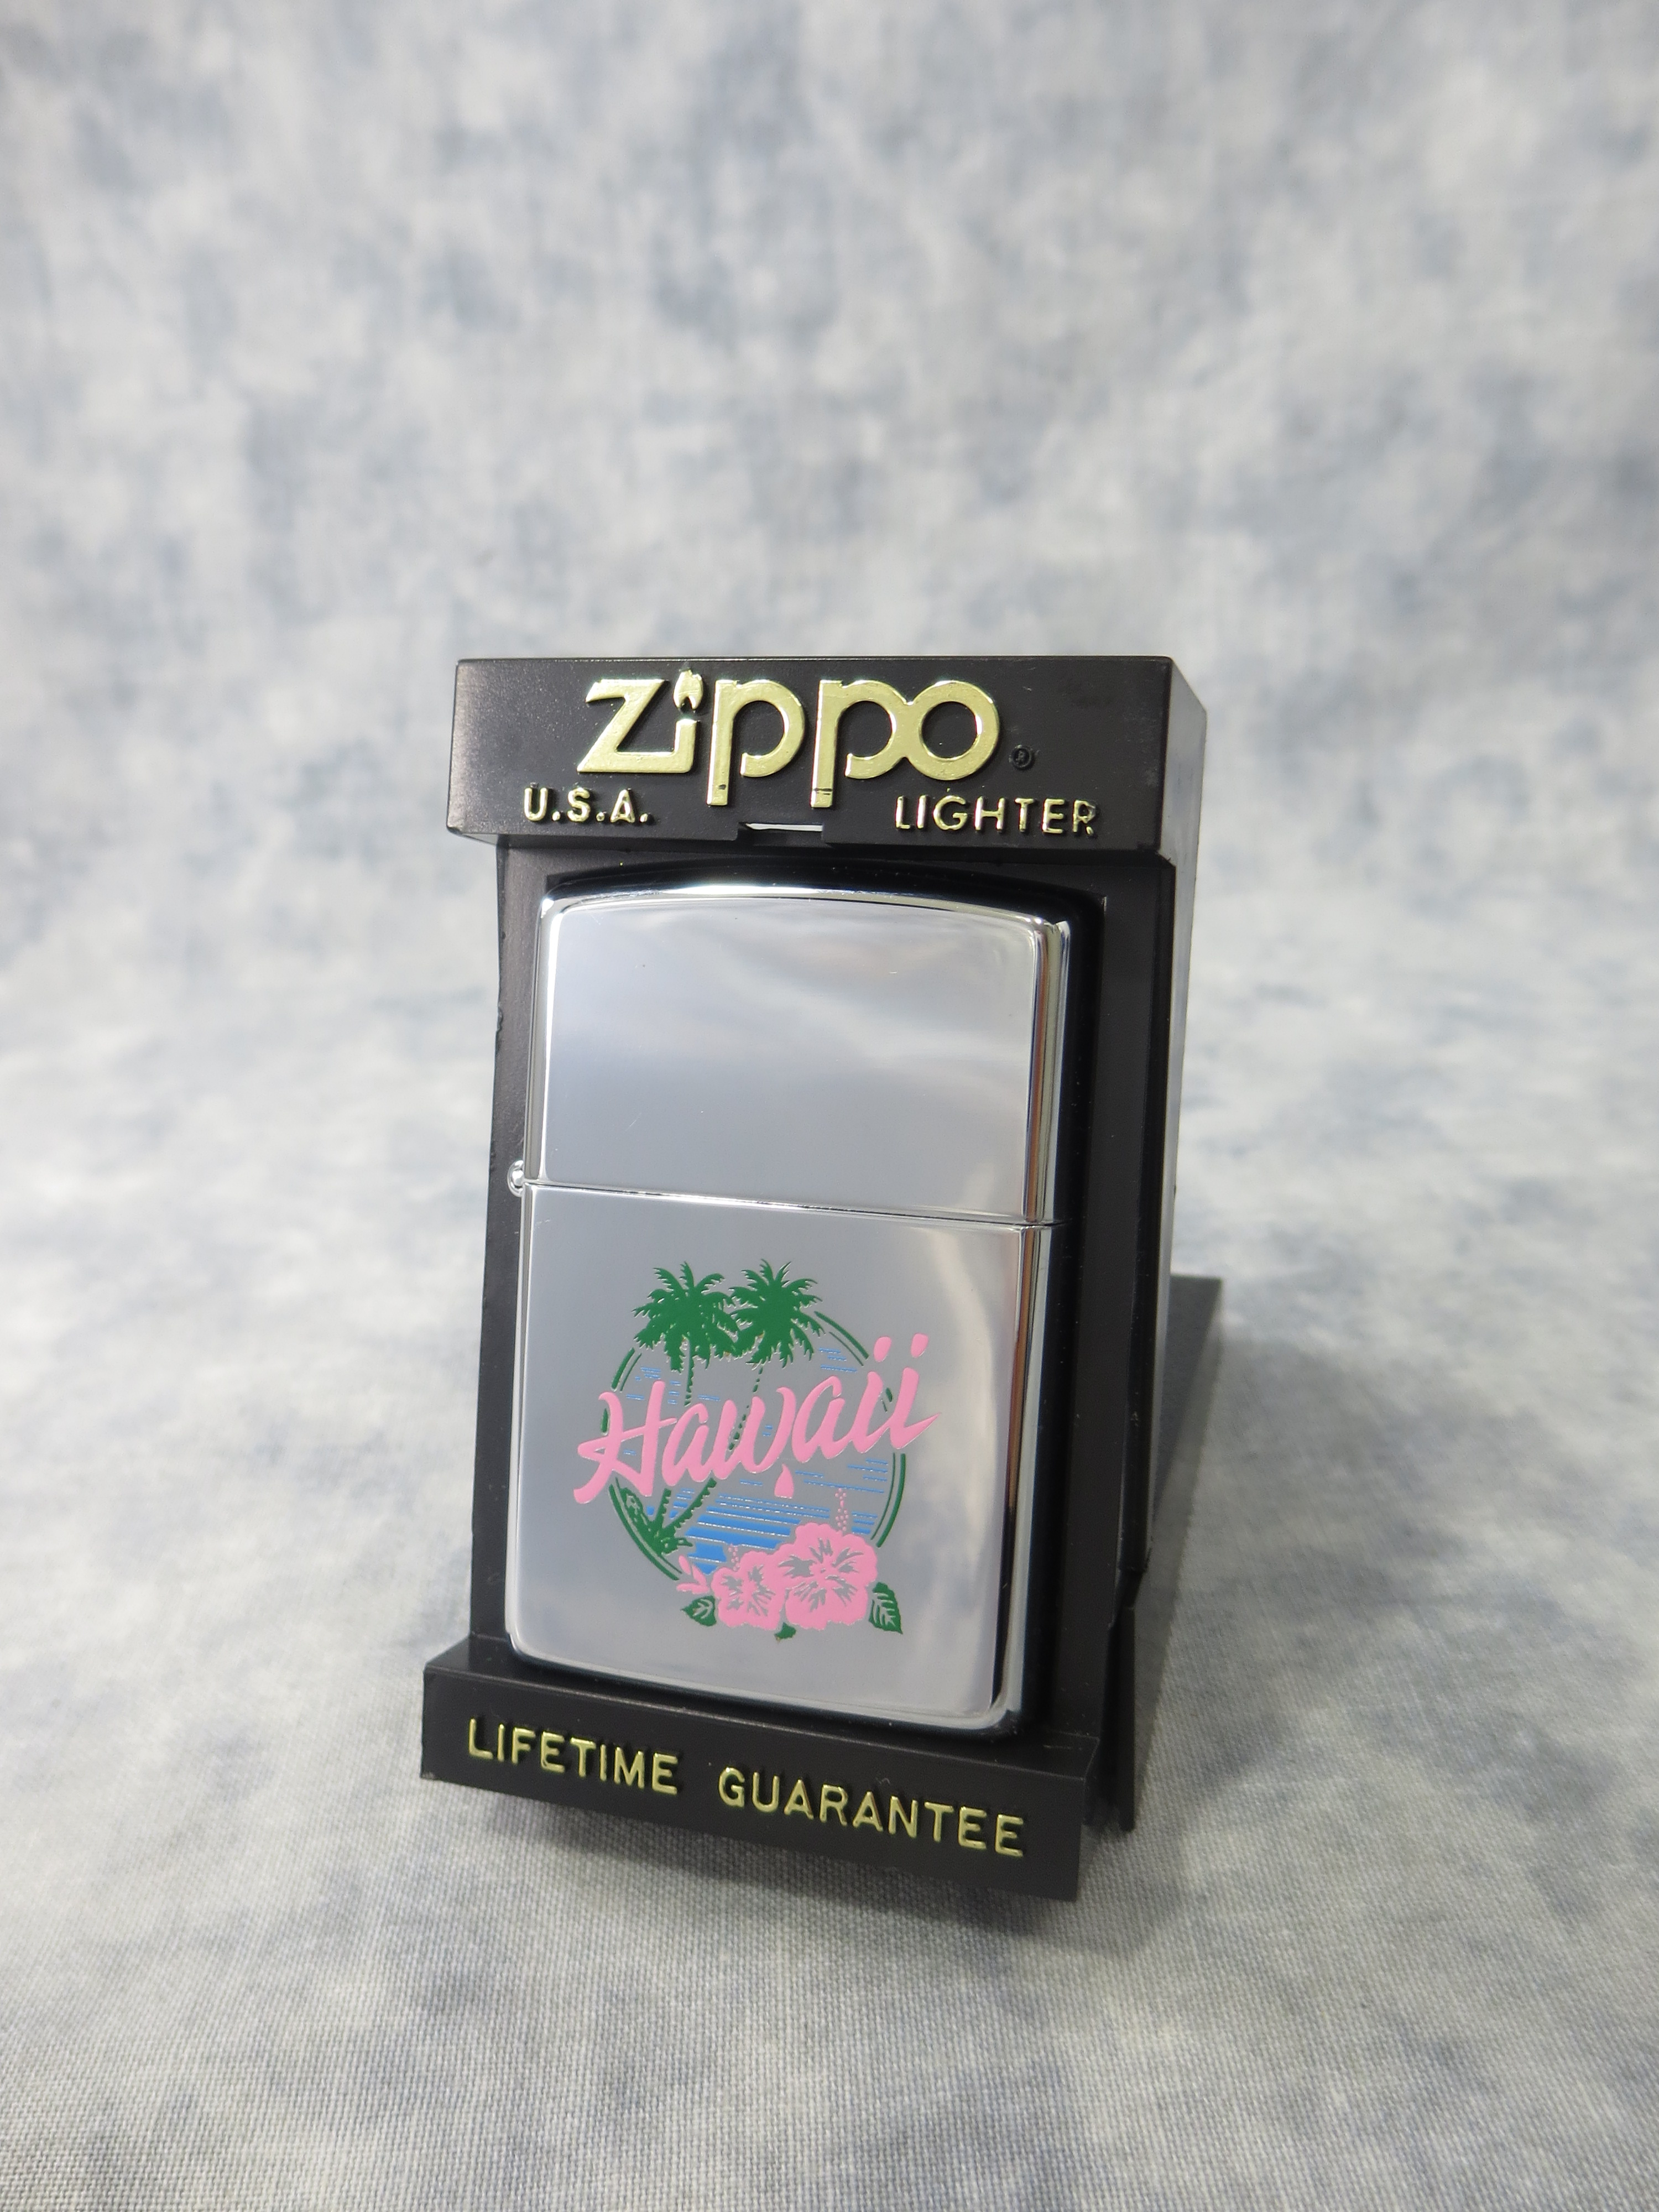 Zippo ®
U.S.A. LIGHTER
Hawaii
LIFETIME GUARANTEE